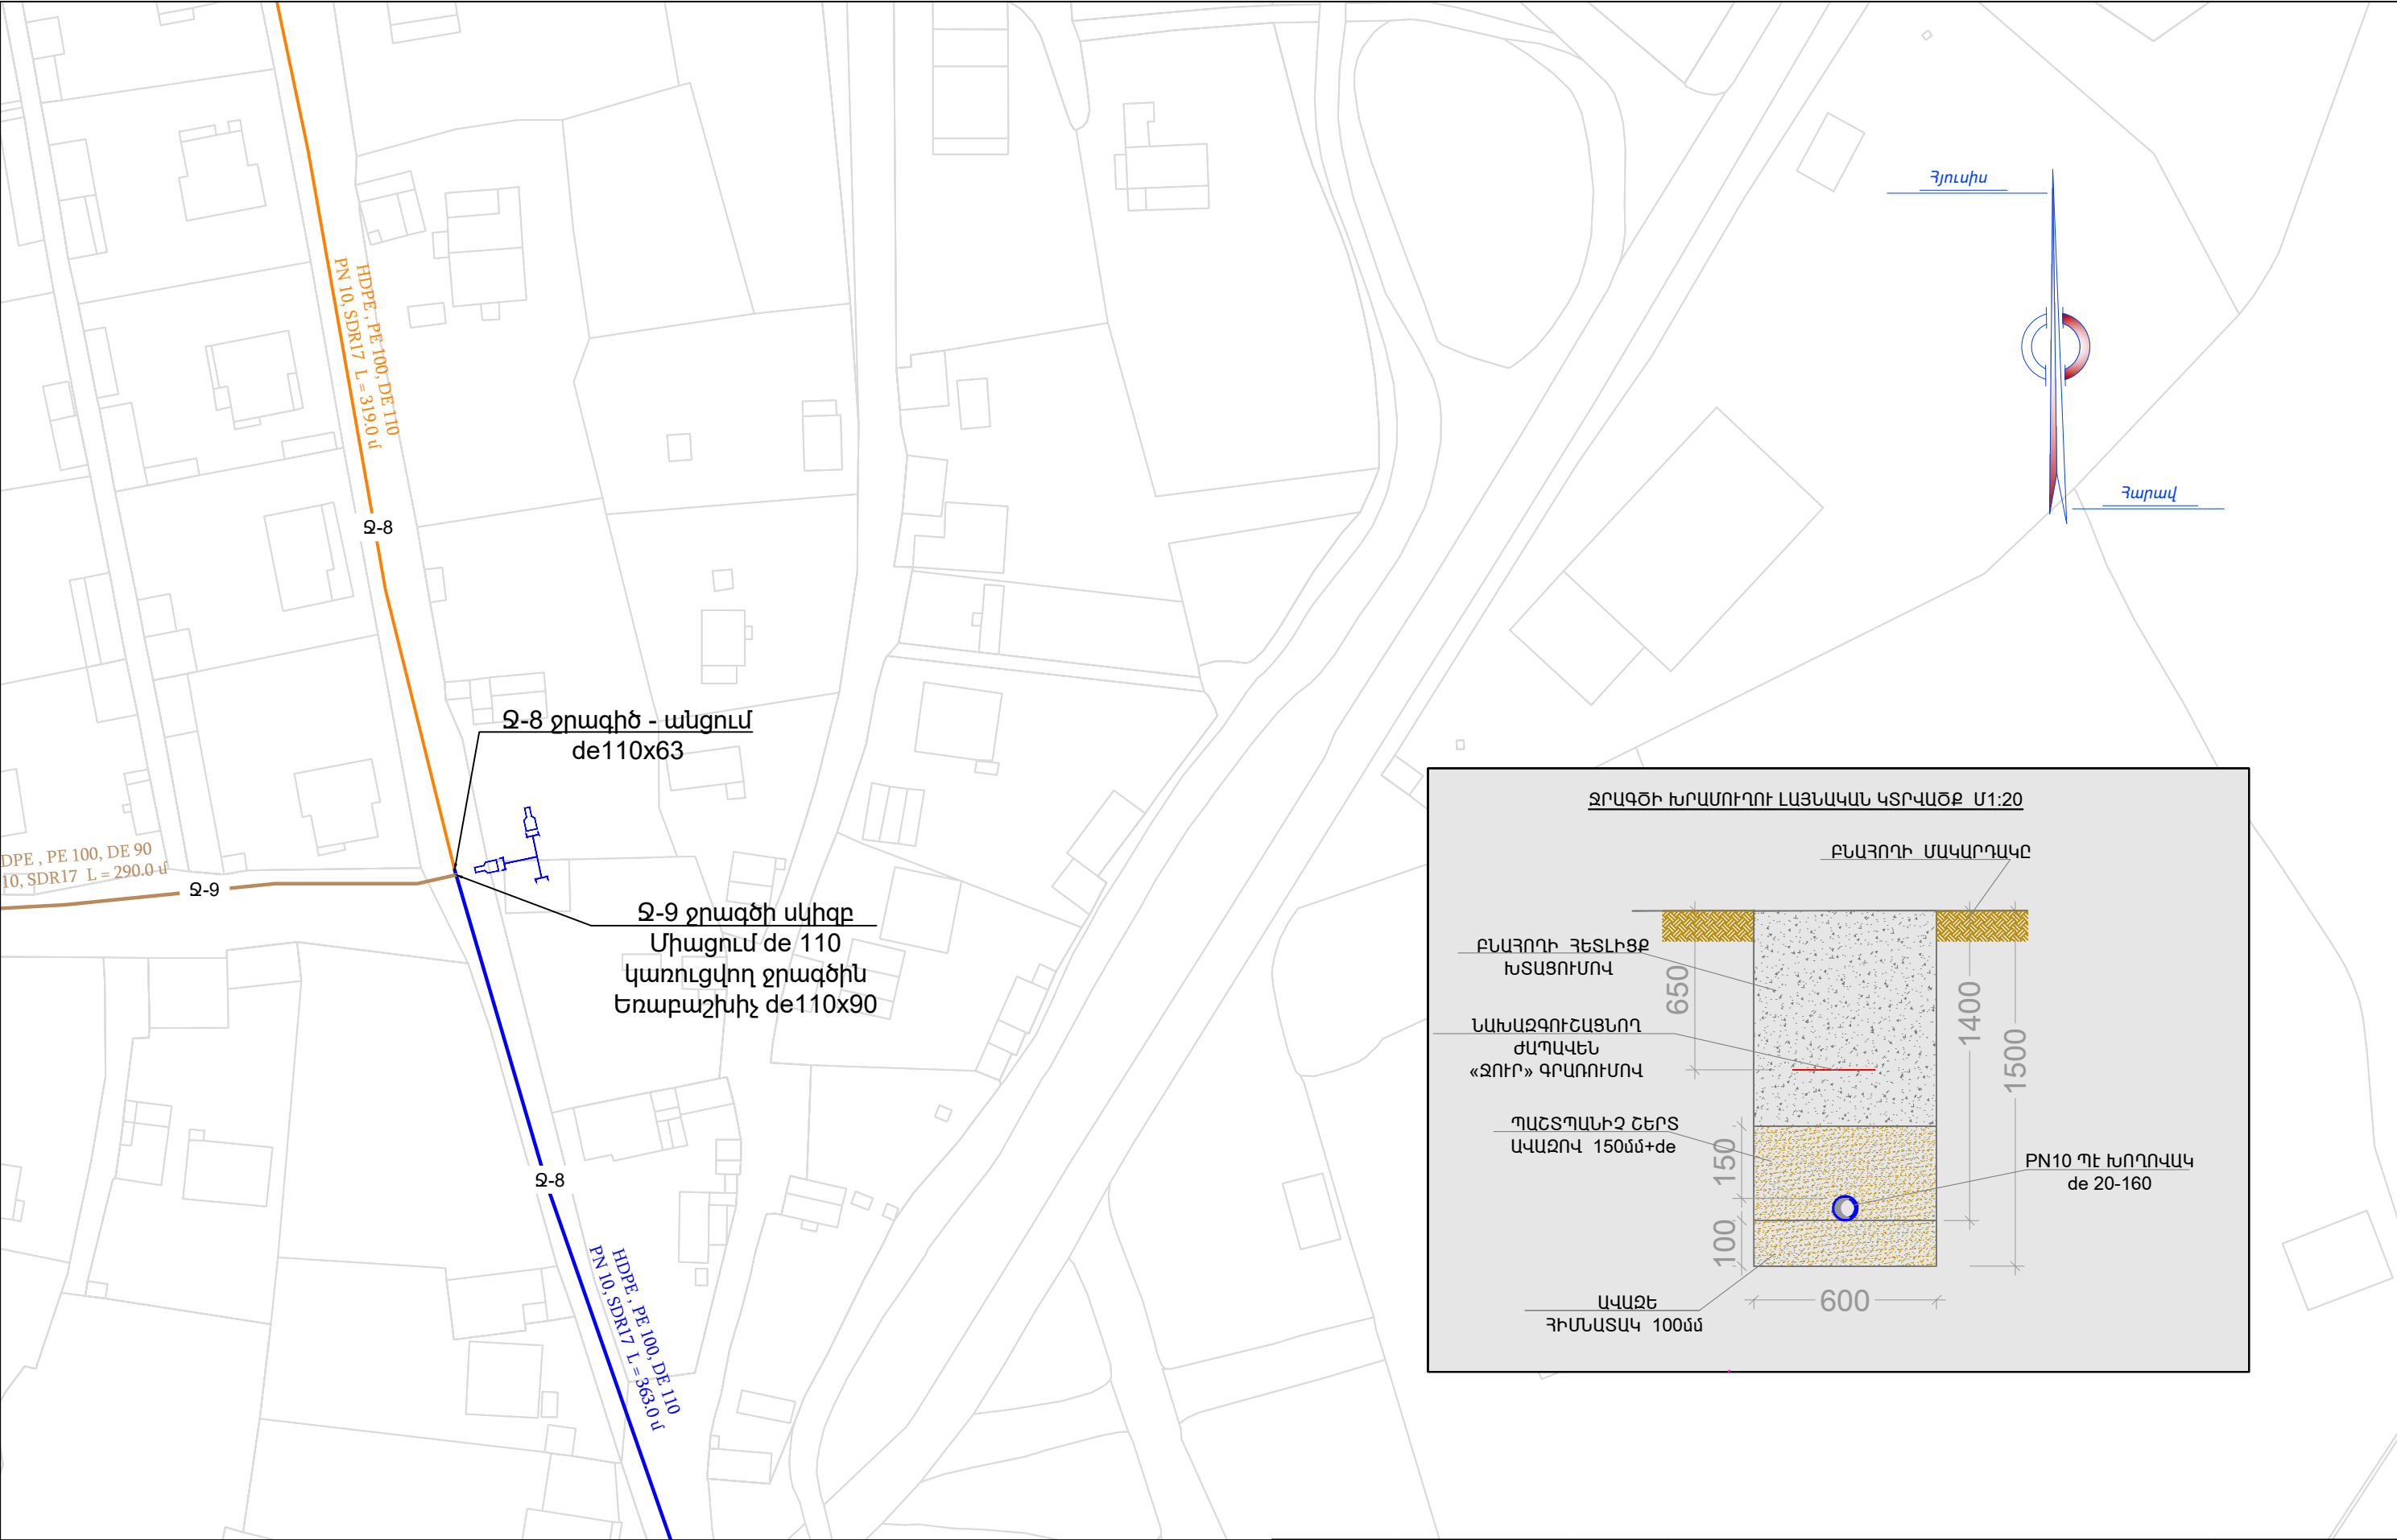 Հյուսիս
HDPE , PE 100, DE 110
PN 10, SDR17 L = 319.0 մ
Հարավ
Ջ-8
Ջ-8 ջրագիծ - անցում
de110x63
DPE , PE 100, DE 90
10, SDR17 L = 290.0 մ
Ջ-9
Ջ-9 ջրագծի սկիզբ
Միացում de 110
կառուցվող ջրագծին
Եռաբաշխիչ de110x90
Ջ-8
HDPE , PE 100, DE 110
PN 10, SDR17 L = 363.0 մ
ՋՐԱԳԾԻ ԽՐԱՄՈՒՂՈՒ ԼԱՅՆԱԿԱՆ ԿՏՐՎԱԾՔ Մ1:20
ԲՆԱՀՈՂԻ ՄԱԿԱՐԴԱԿԸ
ԲՆԱՀՈՂԻ ՀԵՏԼԻՑՔ
ԽՏԱՑՈՒՄՈՎ
650
1400
1500
ՆԱԽԱԶԳՈՒՇԱՑՆՈՂ
ԺԱՊԱՎԵՆ
«ՋՈՒՐ» ԳՐԱՌՈՒՄՈՎ
ՊԱՇՏՊԱՆԻՉ ՇԵՐՏ
ԱՎԱԶՈՎ 150մմ+de
150
PN10 ՊԷ ԽՈՂՈՎԱԿ
de 20-160
100
ԱՎԱԶԵ
ՀԻՄՆԱՏԱԿ 100մմ
600